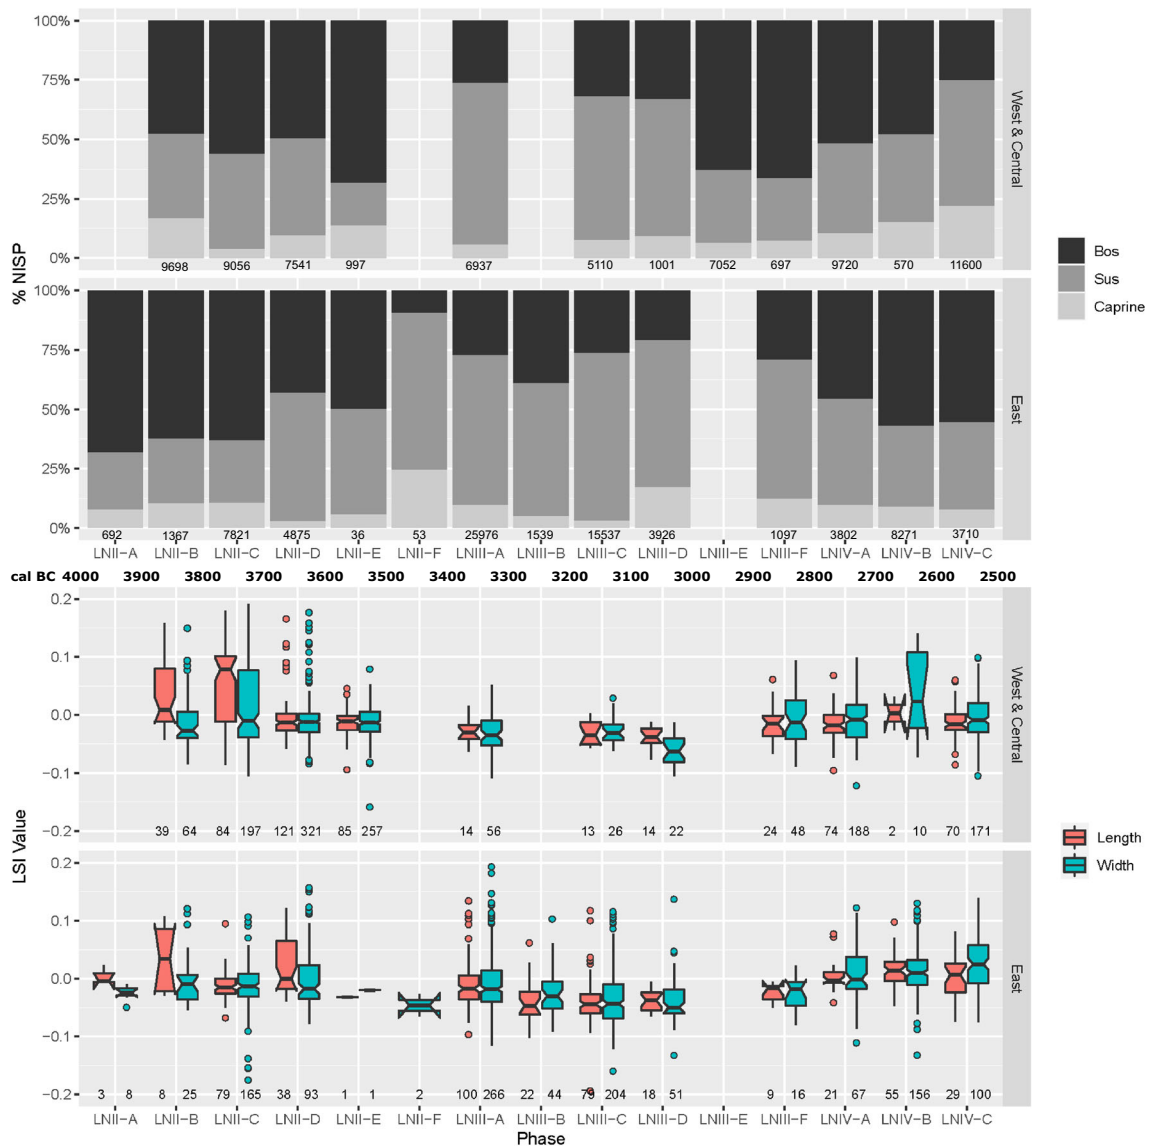 100%
75%
50%
25%
0%
9698 9056 7541 997 6937 5110 1001 7052 697 9720 570 11600
West & Central
% NISP
Bos
Sus
Caprine
100%
75%
50%
25%
0%
692 1367 7821 4875 36 53 25976 1539 15537 3926 1097 3802 8271 3710
East
LNII-A LNII-B LNII-C LNII-D LNII-E LNII-F LNIII-A LNIII-B LNIII-C LNIII-D LNIII-E LNIII-F LNIV-A LNIV-B LNIV-C
cal BC 4000 3900 3800 3700 3600 3500 3400 3300 3200 3100 3000 2900 2800 2700 2600 2500
0.2
0.1
0.0
-0.1
-0.2
39 64 84 197 121 321 85 257 14 56 13 26 14 22 24 48 74 188 2 10 70 171
West & Central
LSI Value
Length
Width
0.2
0.1
0.0
-0.1
-0.2
3 8 8 25 79 165 38 93 1 1 2 100 266 22 44 79 204 18 51 9 16 21 67 55 156 29 100
East
LNII-A LNII-B LNII-C LNII-D LNII-E LNII-F LNIII-A LNIII-B LNIII-C LNIII-D LNIII-E LNIII-F LNIV-A LNIV-B LNIV-C
Phase